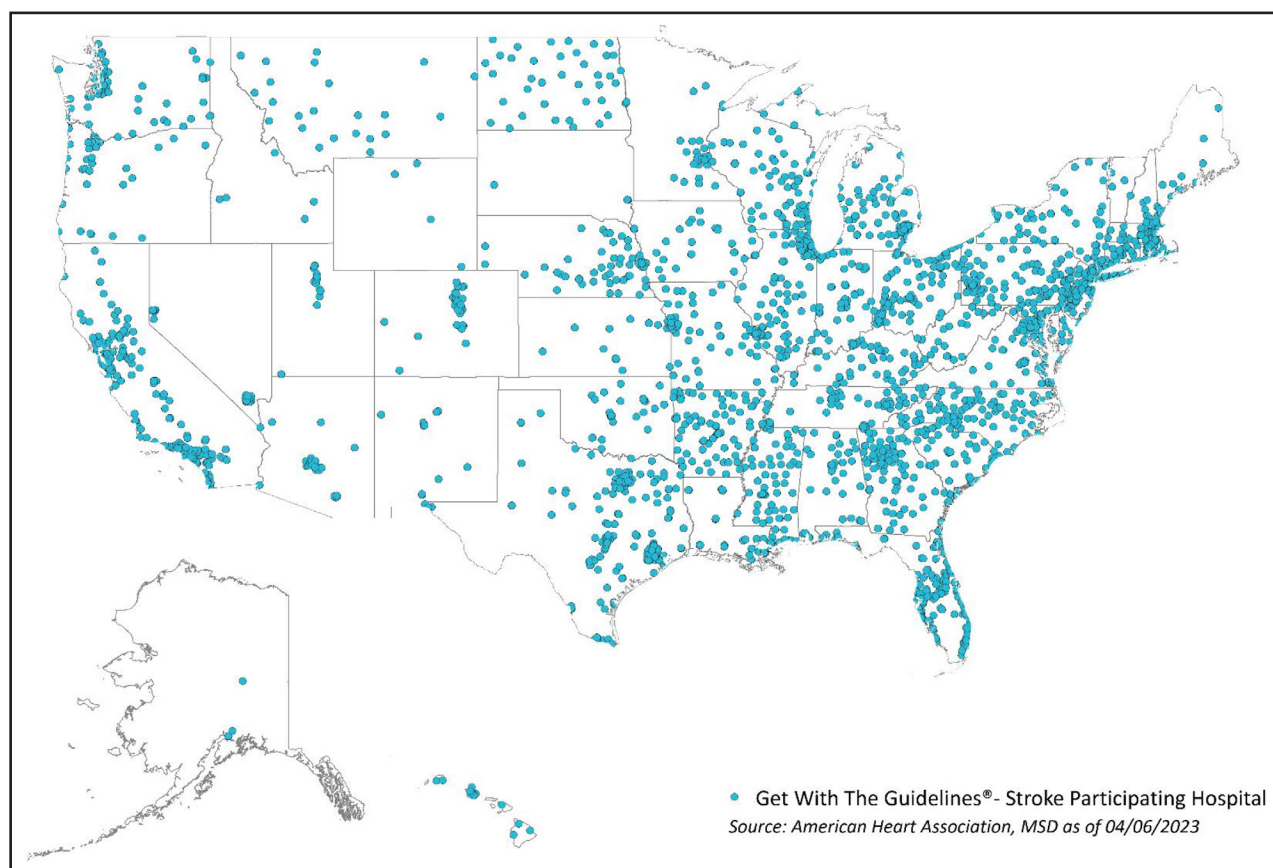 Get With The Guidelines®- Stroke Participating Hospital
Source: American Heart Association, MSD as of 04/06/2023